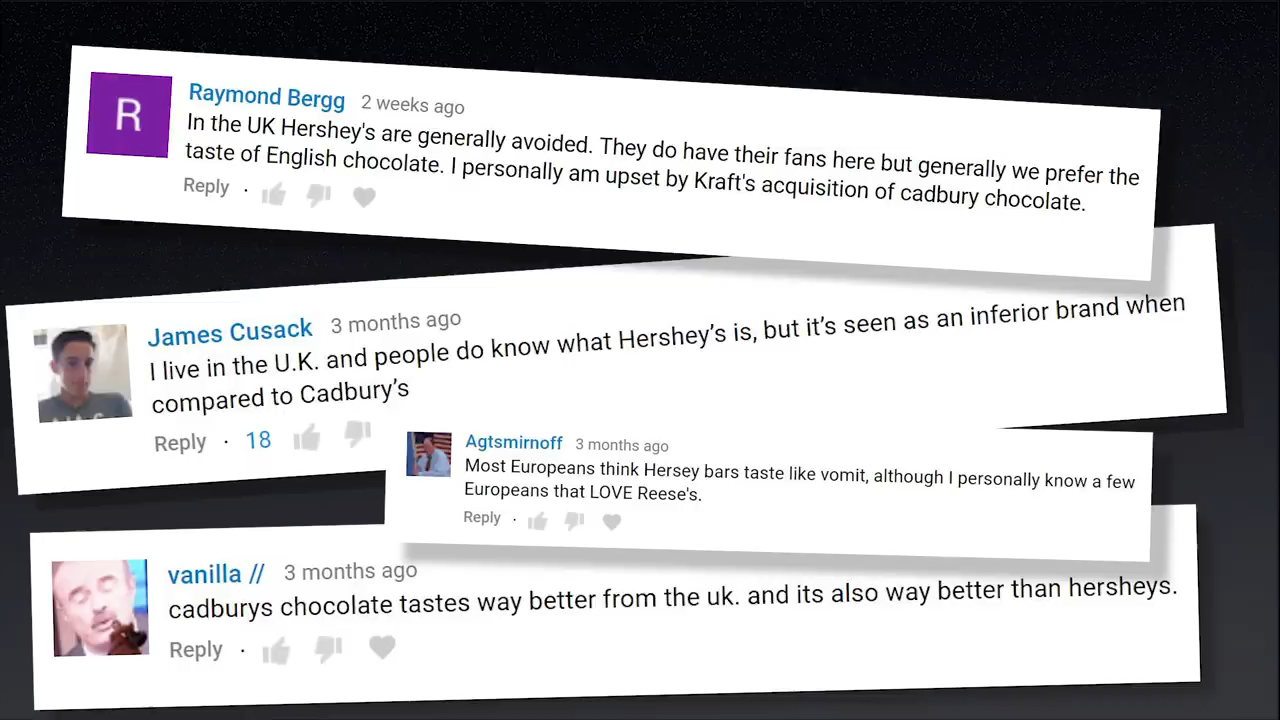 R
Raymond Bergg 2 weeks ago
In the UK Hershey's are generally avoided. They do have their fans here but generally we prefer the
taste of English chocolate. I personally am upset by Kraft's acquisition of cadbury chocolate.
Reply ·
James Cusack 3 months ago
I live in the U.K. and people do know what Hershey’s is, but it’s seen as an inferior brand when
compared to Cadbury’s
Reply · 18
Agtsmirnoff 3 months ago
Most Europeans think Hersey bars taste like vomit, although I personally know a few
Europeans that LOVE Reese's.
Reply ·
vanilla // 3 months ago
cadburys chocolate tastes way better from the uk. and its also way better than hersheys.
Reply ·